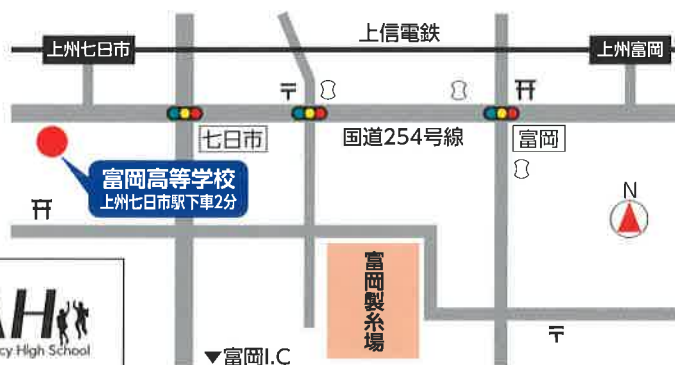 上信電鉄
上州七日市
上州富岡
〒
七日市
国道254号線
富岡
富岡高等学校
上州七日市駅下車2分
N
富岡製糸場
H
cy High School
〒
▼富岡I.C